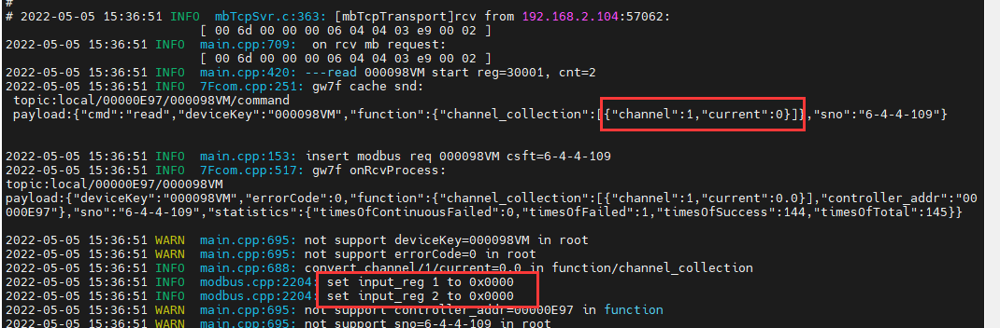 #
# 2022-05-05 15:36:51 INFO mbTcpSvr.c:363: [mbTcpTransport]rcv from 192.168.2.104:57062:
[ 00 6d 00 00 00 06 04 04 03 e9 00 02 ]
2022-05-05 15:36:51 INFO main.cpp:709: on rcv mb request:
[ 00 6d 00 00 00 06 04 04 03 e9 00 02 ]
2022-05-05 15:36:51 INFO main.cpp:420: ---read 000098VM start reg=30001, cnt=2
2022-05-05 15:36:51 INFO 7Fcom.cpp:251: gw7f cache snd:
topic:local/00000E97/000098VM/command
payload:{"cmd":"read","deviceKey":"000098VM","function":{"channel_collection":[{"channel":1,"current":0}]},"sno":"6-4-4-109"}
2022-05-05 15:36:51 INFO main.cpp:153: insert modbus req 000098VM csft=6-4-4-109
2022-05-05 15:36:51 INFO 7Fcom.cpp:517: gw7f onRcvProcess:
topic:local/00000E97/000098VM
payload:{"deviceKey":"000098VM","errorCode":0,"function":{"channel_collection":[{"channel":1,"current":0.0}],"controller_addr":"00
000E97"},"sno":"6-4-4-109","statistics":{"timesOfContinuousFailed":0,"timesOfFailed":1,"timesOfSuccess":144,"timesOfTotal":145}}
2022-05-05 15:36:51 WARN main.cpp:695: not support deviceKey=000098VM in root
2022-05-05 15:36:51 WARN main.cpp:695: not support errorCode=0 in root
2022-05-05 15:36:51 INFO main.cpp:688: convert channel/1/current=0.0 in function/channel_collection
2022-05-05 15:36:51 INFO modbus.cpp:2204: set input_reg 1 to 0x0000
2022-05-05 15:36:51 INFO modbus.cpp:2204: set input_reg 2 to 0x0000
2022-05-05 15:36:51 WARN main.cpp:695: not support controller_addr=00000E97 in function
2022-05-05 15:36:51 WARN main.cpp:695: not support sno=6-4-4-109 in root